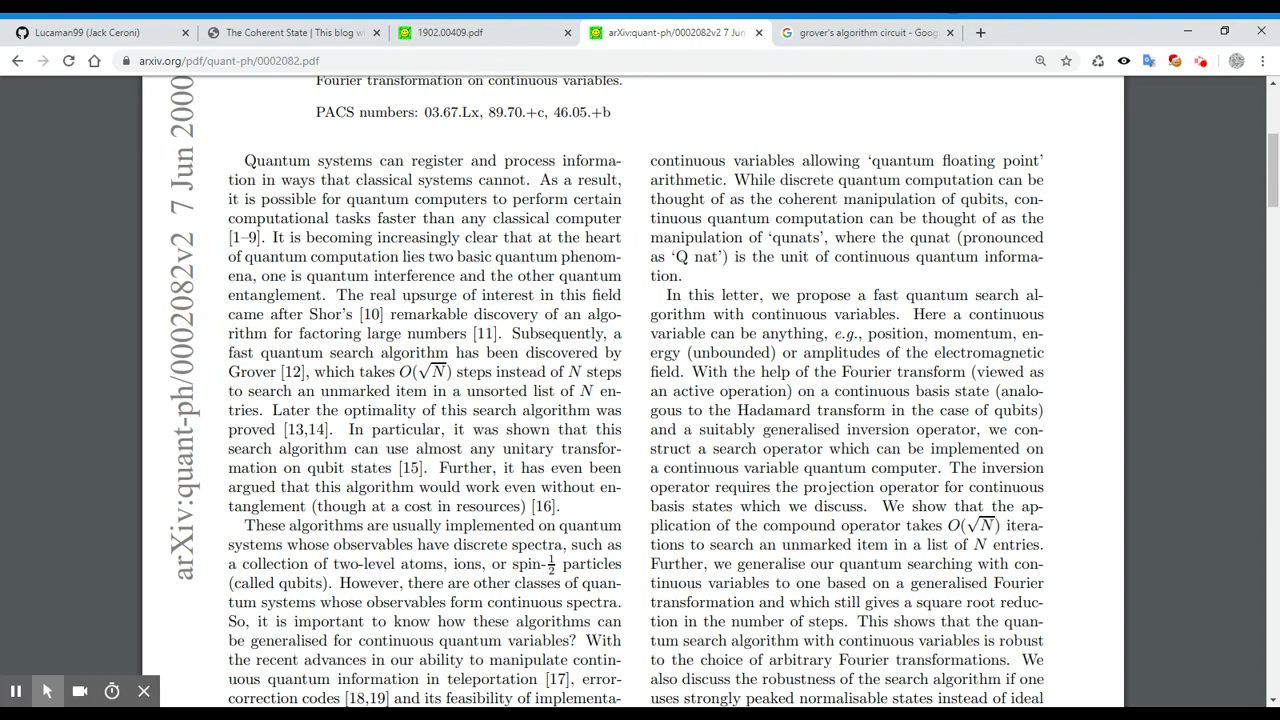 Lucaman99 (Jack Ceroni)
The Coherent State | This blog wi
1902.00409.pdf
arXiv:quant-ph/0002082v2 7 Jun
grover's algorithm circuit - Goog
arxiv.org/pdf/quant-ph/0002082.pdf
arXiv:quant-ph/0002082v2 7 Jun 2000
Fourier transformation on continuous variables.
PACS numbers: 03.67.Lx, 89.70.+c, 46.05.+b
Quantum systems can register and process informa-
tion in ways that classical systems cannot. As a result,
it is possible for quantum computers to perform certain
computational tasks faster than any classical computer
[1–9]. It is becoming increasingly clear that at the heart
of quantum computation lies two basic quantum phenom-
ena, one is quantum interference and the other quantum
entanglement. The real upsurge of interest in this field
came after Shor's [10] remarkable discovery of an algo-
rithm for factoring large numbers [11]. Subsequently, a
fast quantum search algorithm has been discovered by
Grover [12], which takes O(√N) steps instead of N steps
to search an unmarked item in a unsorted list of N en-
tries. Later the optimality of this search algorithm was
proved [13,14]. In particular, it was shown that this
search algorithm can use almost any unitary transfor-
mation on qubit states [15]. Further, it has even been
argued that this algorithm would work even without en-
tanglement (though at a cost in resources) [16].
These algorithms are usually implemented on quantum
systems whose observables have discrete spectra, such as
a collection of two-level atoms, ions, or spin-½ particles
(called qubits). However, there are other classes of quan-
tum systems whose observables form continuous spectra.
So, it is important to know how these algorithms can
be generalised for continuous quantum variables? With
the recent advances in our ability to manipulate contin-
uous quantum information in teleportation [17], error-
correction codes [18,19] and its feasibility of implementa-
continuous variables allowing 'quantum floating point'
arithmetic. While discrete quantum computation can be
thought of as the coherent manipulation of qubits, con-
tinuous quantum computation can be thought of as the
manipulation of 'qunats', where the qunat (pronounced
as 'Q nat') is the unit of continuous quantum informa-
tion.
In this letter, we propose a fast quantum search al-
gorithm with continuous variables. Here a continuous
variable can be anything, e.g., position, momentum, en-
ergy (unbounded) or amplitudes of the electromagnetic
field. With the help of the Fourier transform (viewed as
an active operation) on a continuous basis state (analo-
gous to the Hadamard transform in the case of qubits)
and a suitably generalised inversion operator, we con-
struct a search operator which can be implemented on
a continuous variable quantum computer. The inversion
operator requires the projection operator for continuous
basis states which we discuss. We show that the ap-
plication of the compound operator takes O(√N) itera-
tions to search an unmarked item in a list of N entries.
Further, we generalise our quantum searching with con-
tinuous variables to one based on a generalised Fourier
transformation and which still gives a square root reduc-
tion in the number of steps. This shows that the quan-
tum search algorithm with continuous variables is robust
to the choice of arbitrary Fourier transformations. We
also discuss the robustness of the search algorithm if one
uses strongly peaked normalisable states instead of ideal